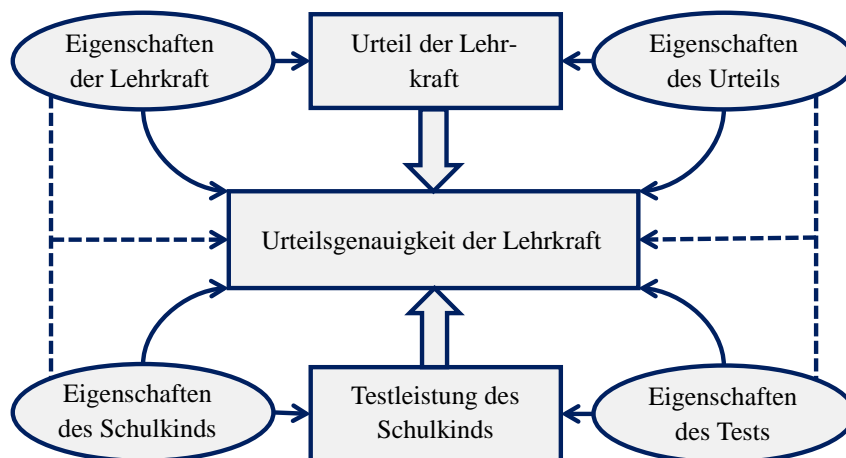 Eigenschaften
der Lehrkraft
Urteil der Lehr-
kraft
Eigenschaften
des Urteils
Urteilsgenauigkeit der Lehrkraft
Eigenschaften
des Schulkinds
Testleistung des
Schulkinds
Eigenschaften
des Tests